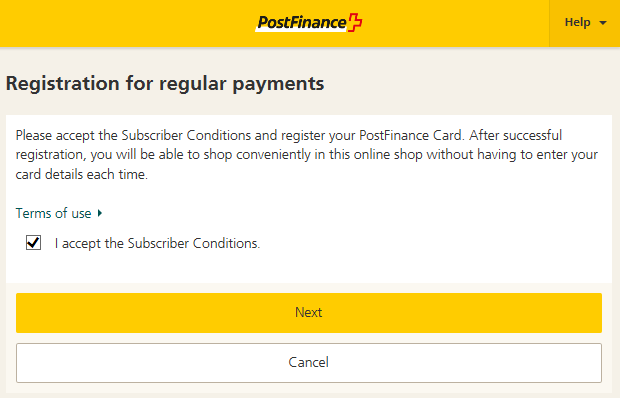 PostFinance
Help
Registration for regular payments
Please accept the Subscriber Conditions and register your PostFinance Card. After successful
registration, you will be able to shop conveniently in this online shop without having to enter your
card details each time.
Terms of use
I accept the Subscriber Conditions.
Next
Cancel